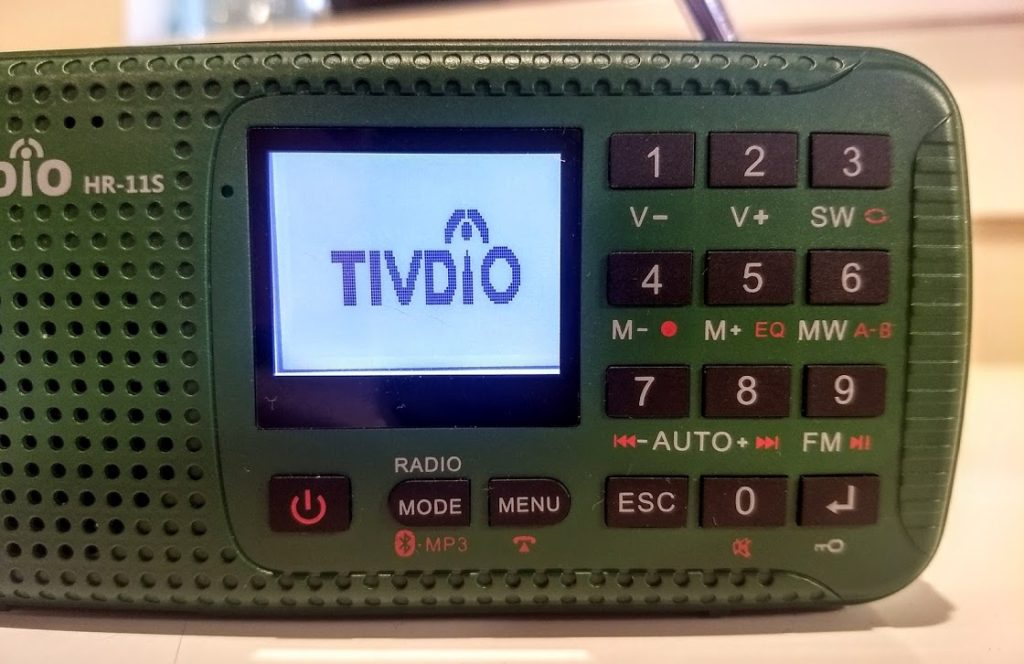 DiO HR-11S
TIVDiO
1 2 3
V- V+ SW
4 5 6
M- M+ EQ MW A-B
7 8 9
- AUTO + FM
RADIO
MODE MENU ESC 0
-MP3